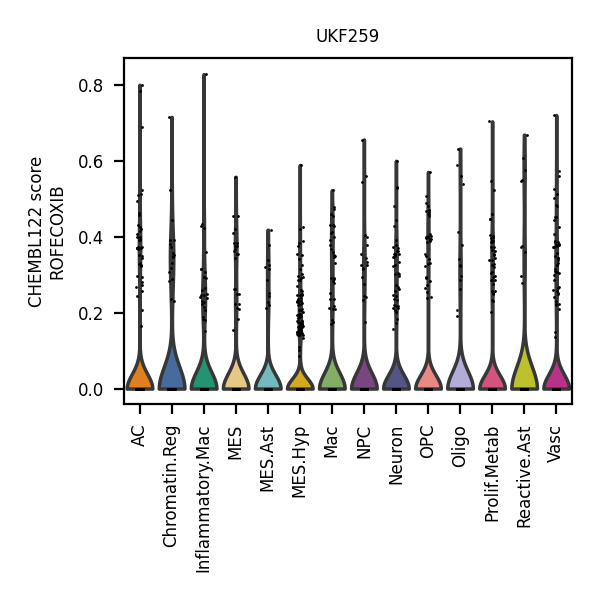 UKF259
CHEMBL122 score
ROFECOXIB
0.8
0.6
0.4
0.2
0.0
AC
Chromatin.Reg
Inflammatory.Mac
MES
MES.Ast
MES.Hyp
Mac
NPC
Neuron
OPC
Oligo
Prolif.Metab
Reactive.Ast
Vasc